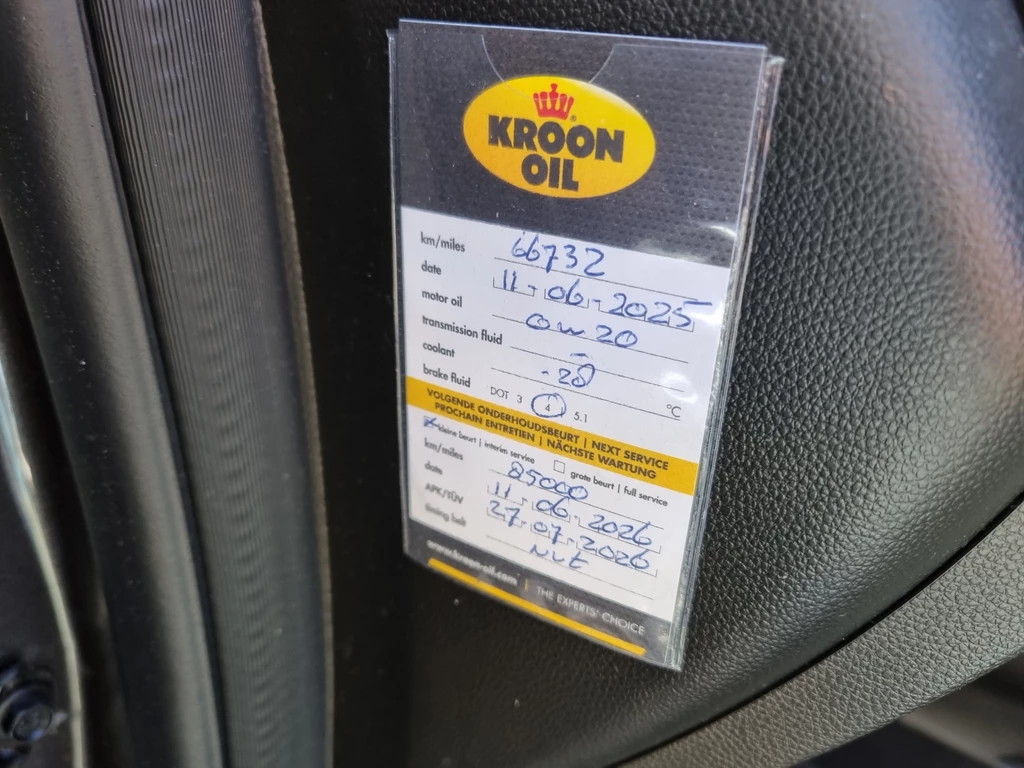 KROON
OIL
km/miles 66732
date 11-06-2025
motor oil 0w20
transmission fluid -
coolant -28 °C
brake fluid DOT 3 4 5.1
VOLGENDE ONDERHOUDSBEURT | NEXT SERVICE
PROCHAIN ENTRETIEN | NÄCHSTE WARTUNG
kleine beurt | interim service grote beurt | full service
km/miles 85000
date 11-06-2026
APK/TÜV 27-07-2026
timing belt NVt
www.kroon-oil.com | THE EXPERTS' CHOICE